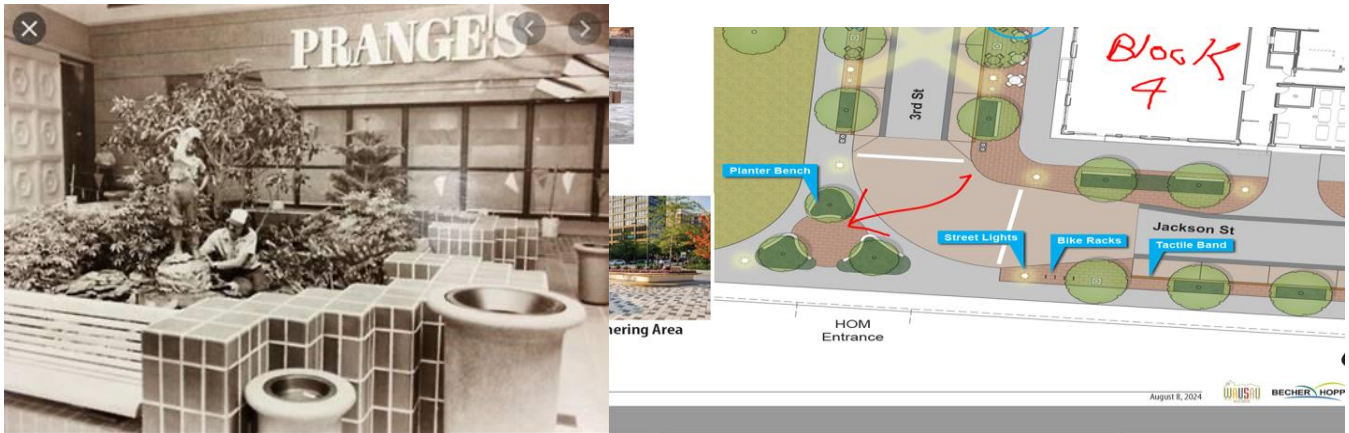 PRANGE'S
BLOCK
4
3rd St
Planter Bench
Jackson St
Street Lights
Bike Racks
Tactile Band
hering Area
HOM
Entrance
August 8, 2024
WAUSAU
BECHER HOPP